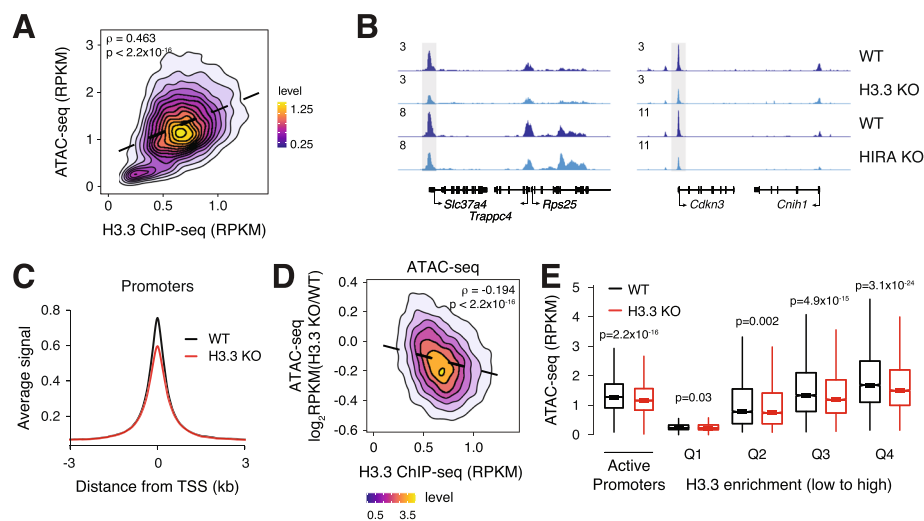 A
ρ = 0.463
p < 2.2x10-16
3
2
1
0
ATAC-seq (RPKM)
0
0.5
1
H3.3 ChIP-seq (RPKM)
level
1.25
0.25
B
3
WT
3
H3.3 KO
8
WT
8
HIRA KO
3
3
11
11
Slc37a4
Trappc4
Rps25
Cdkn3
Cnih1
C
Promoters
0.8
0.6
0.4
0.2
Average signal
WT
H3.3 KO
-3
0
3
Distance from TSS (kb)
D
ATAC-seq
ρ = -0.194
p < 2.2x10-16
0.4
0.2
0.0
-0.2
-0.4
-0.6
ATAC-seq
log2RPKM(H3.3 KO/WT)
0.0
0.5
1.0
H3.3 ChIP-seq (RPKM)
level
0.5 3.5
E
WT
H3.3 KO
5
4
3
2
1
0
ATAC-seq (RPKM)
p=2.2x10-16
p=0.03
p=0.002
p=4.9x10-15
p=3.1x10-24
Active
Promoters
Q1
Q2
Q3
Q4
H3.3 enrichment (low to high)